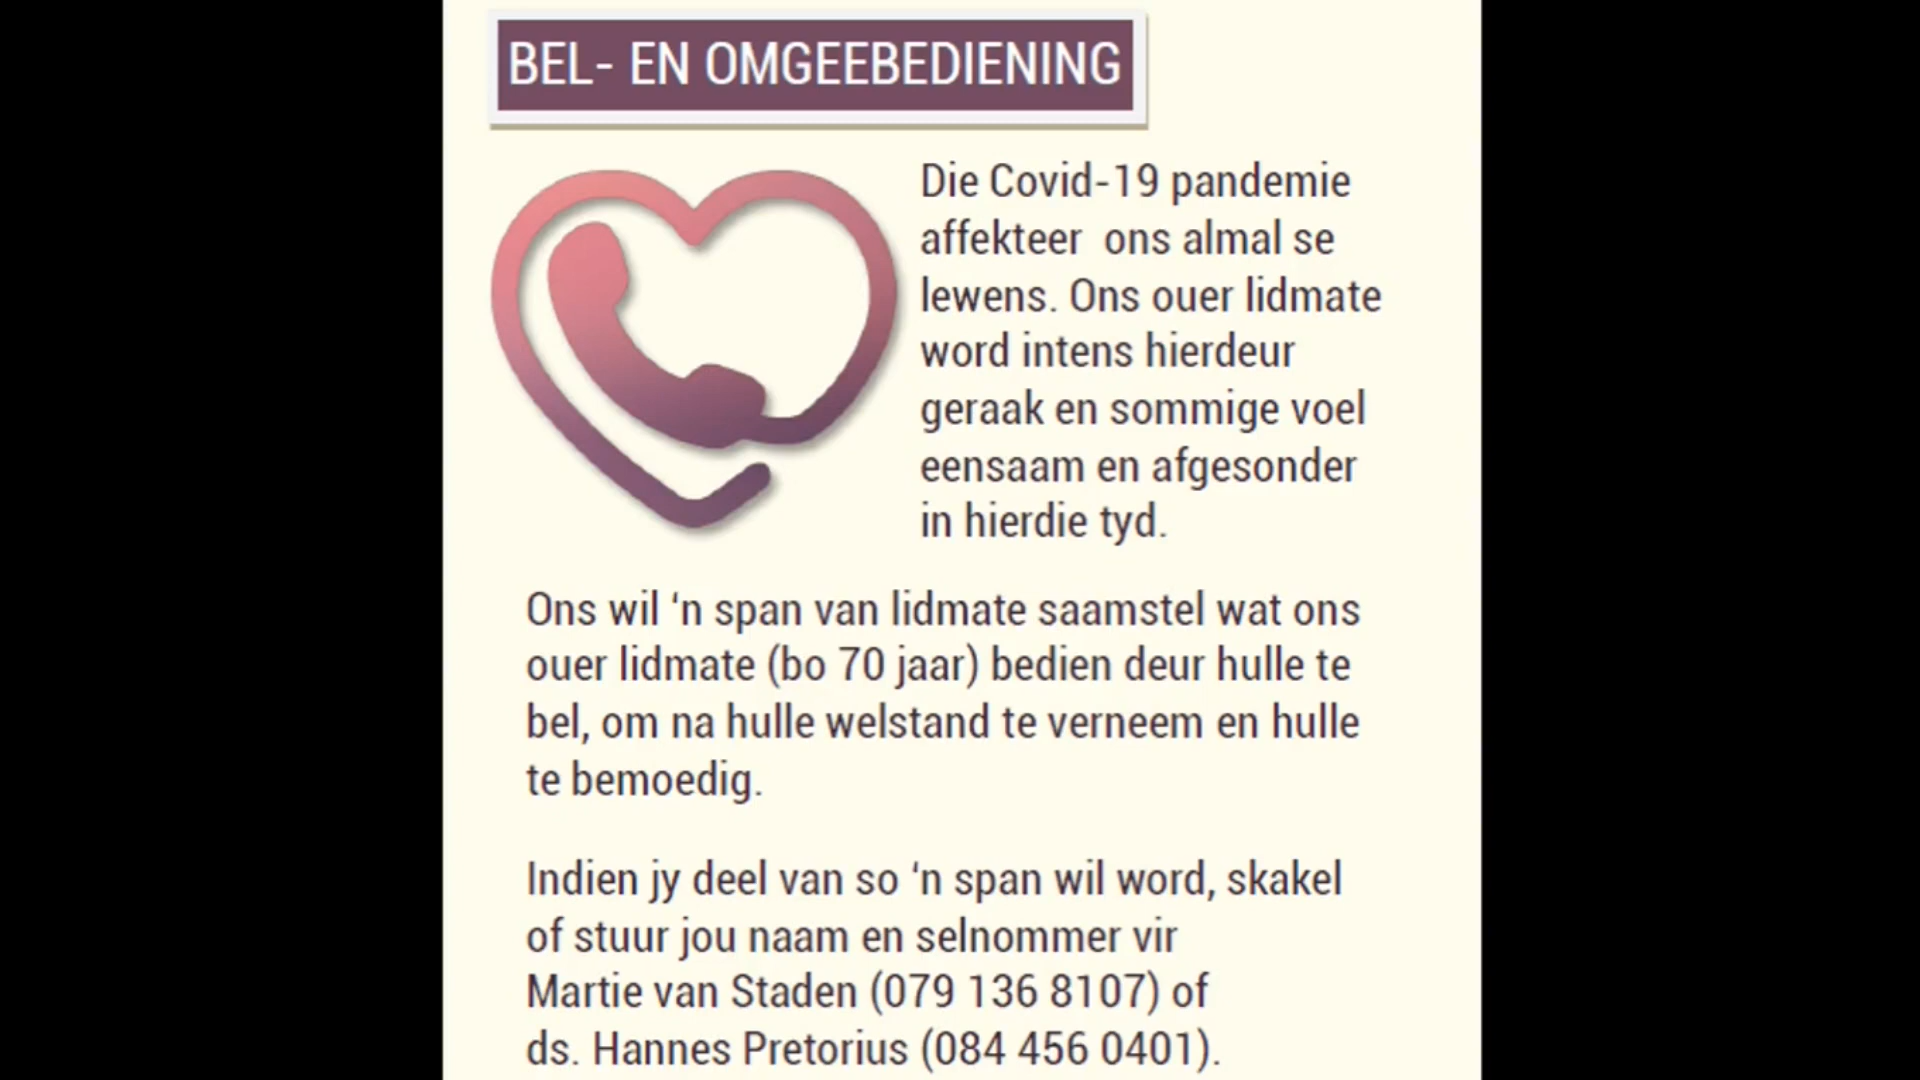 BEL- EN OMGEEBEDIENING
Die Covid-19 pandemie
affekteer ons almal se
lewens. Ons ouer lidmate
word intens hierdeur
geraak en sommige voel
eensaam en afgesonder
in hierdie tyd.
Ons wil ‘n span van lidmate saamstel wat ons
ouer lidmate (bo 70 jaar) bedien deur hulle te
bel, om na hulle welstand te verneem en hulle
te bemoedig.
Indien jy deel van so ‘n span wil word, skakel
of stuur jou naam en selnommer vir
Martie van Staden (079 136 8107) of
ds. Hannes Pretorius (084 456 0401).